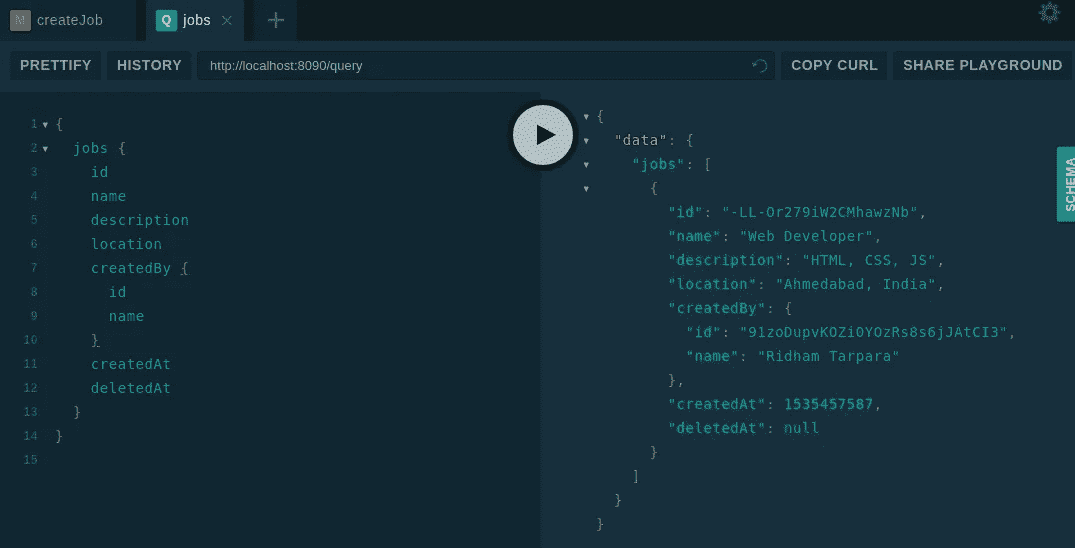 M createJob
Q jobs
PRETTIFY HISTORY http://localhost:8090/query COPY CURL SHARE PLAYGROUND
1 {
2 jobs {
3 id
4 name
5 description
6 location
7 createdBy {
8 id
9 name
10 }
11 createdAt
12 deletedAt
13 }
14 }
15
{
"data": {
"jobs": [
{
"id": "-LL-Or279iW2CMhawzNb",
"name": "Web Developer",
"description": "HTML, CSS, JS",
"location": "Ahmedabad, India",
"createdBy": {
"id": "91zoDupvKOZi0YOzRs8s6jJAtCI3",
"name": "Ridham Tarpara"
},
"createdAt": 1535457587,
"deletedAt": null
}
]
}
}
SCHEMA